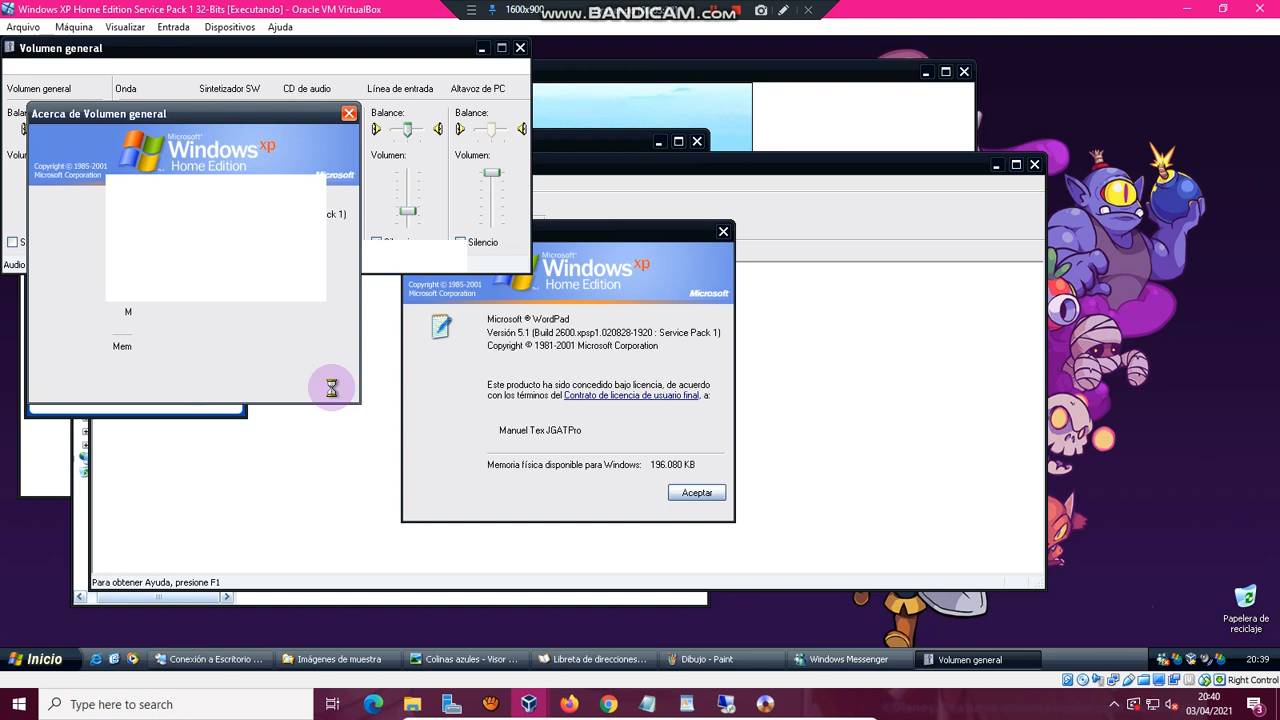 Windows XP Home Edition Service Pack 1 32-Bits [Executando] - Oracle VM VirtualBox
1600x900
www.BANDICAM.com
Archivo Máquina Visualizar Entrada Dispositivos Ajuda
Volumen general
Volumen general Onda Sintetizador SW CD de audio Línea de entrada Altavoz de PC
Acerca de Volumen general
Balance: Balance:
Copyright © 1985-2001
Microsoft Corporation
Microsoft
Windows xp
Home Edition
Microsoft
Volumen: Volumen:
ck 1)
Silencio
Audio
M
Mem
Copyright © 1985-2001
Microsoft Corporation
Windows xp
Home Edition
Microsoft
Microsoft ® WordPad
Versión 5.1 (Build 2600.xpsp1.020828-1920 : Service Pack 1)
Copyright © 1981-2001 Microsoft Corporation
Este producto ha sido concedido bajo licencia, de acuerdo
con los términos del Contrato de licencia de usuario final, a:
Manuel Tex JGATPro
Memoria física disponible para Windows: 196.080 KB
Aceptar
Para obtener Ayuda, presione F1
Papelera de
reciclaje
Inicio
Conexión a Escritorio ...
Imágenes de muestra
Colinas azules - Visor ...
Libreta de direcciones...
Dibujo - Paint
Windows Messenger
Volumen general
20:39
Right Control
Type here to search
20:40
03/04/2021
3